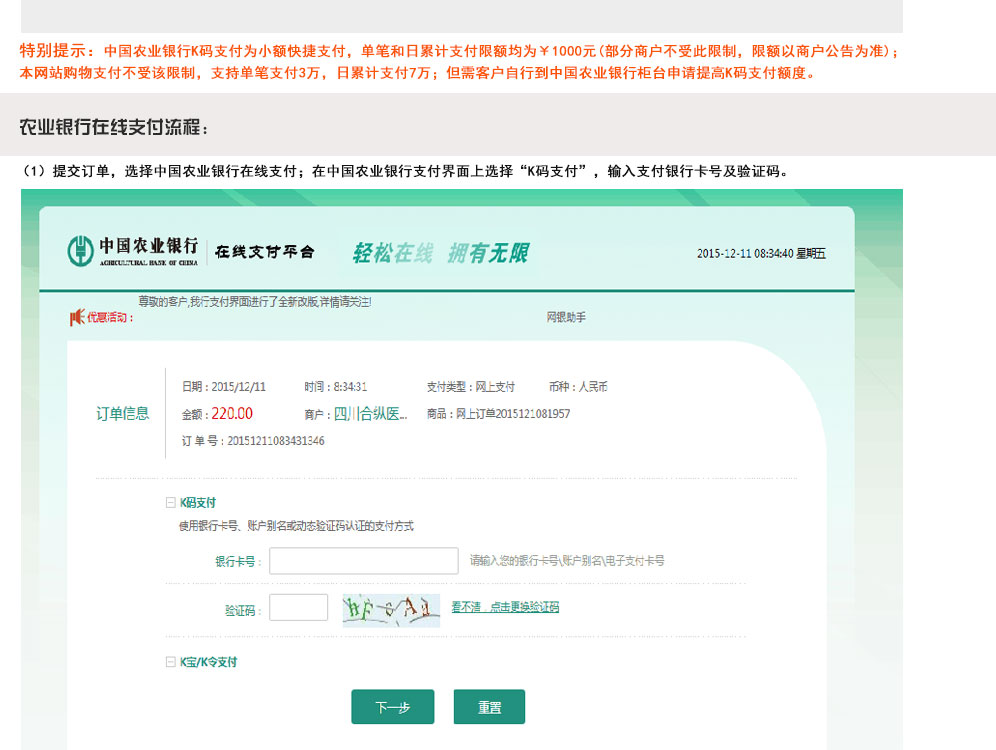 特别提示：中国农业银行K码支付为小额快捷支付，单笔和日累计支付限额均为￥1000元(部分商户不受此限制，限额以商户公告为准)；
本网站购物支付不受该限制，支持单笔支付3万，日累计支付7万；但需客户自行到中国农业银行柜台申请提高K码支付额度。
农业银行在线支付流程：
（1）提交订单，选择中国农业银行在线支付；在中国农业银行支付界面上选择“K码支付”，输入支付银行卡号及验证码。
中国农业银行 在线支付平台 轻松在线 拥有无限 2015-12-11 08:34:40 星期五
AGRICULTURAL BANK OF CHINA
尊敬的客户,我行支付界面进行了全新改版,详情请关注!
优惠活动： 网银助手
日期：2015/12/11 时间：8:34:31 支付类型：网上支付 币种：人民币
订单信息 金额：220.00 商户：四川合纵医... 商品：网上订单2015121081957
订 单 号：20151211083431346
K码支付
使用银行卡号、账户别名或动态验证码认证的支付方式
银行卡号： 请输入您的银行卡号\账户别名\电子支付卡号
验证码： 看不清，点击更换验证码
K宝/K令支付
下一步 重置